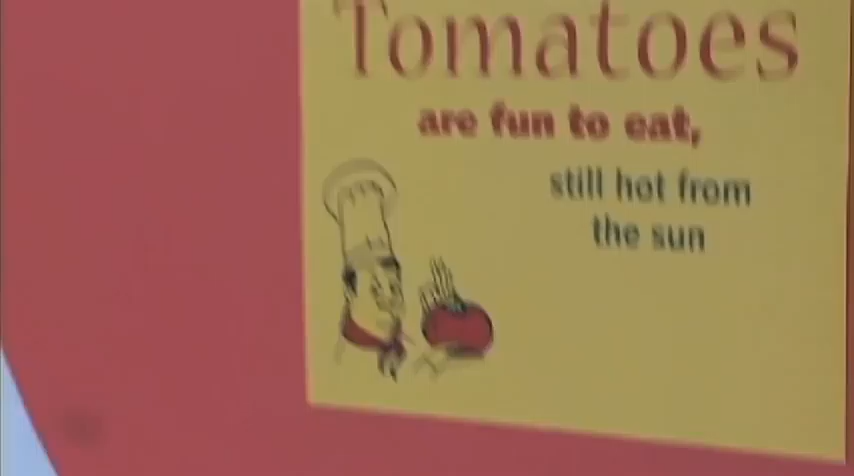 Tomatoes
are fun to eat,
still hot from
the sun